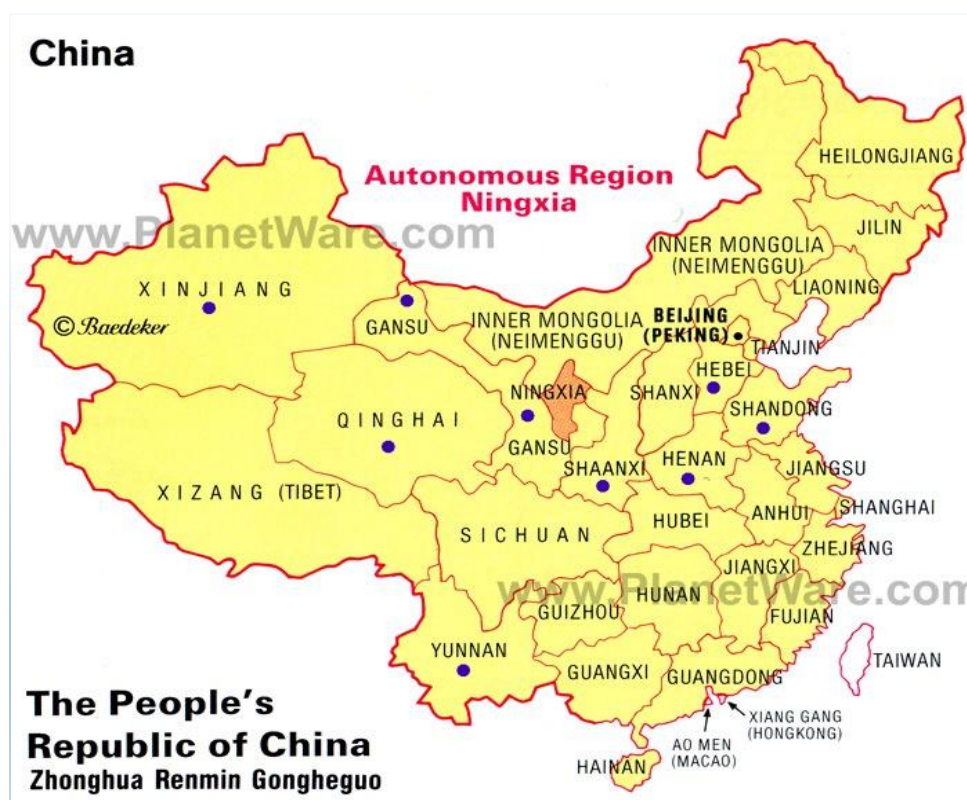 China
HEILONGJIANG
Autonomous Region
Ningxia
JILIN
www.PlanetWare.com
INNER MONGOLIA
(NEIMENGGU)
LIAONING
XINJIANG
© Baedeker
GANSU
INNER MONGOLIA
(NEIMENGGU)
BEIJING
(PEKING)
TIANJIN
HEBEI
NINGXIA
SHANXI
SHANDONG
QINGHAI
GANSU
SHAANXI
HENAN
JIANGSU
XIZANG (TIBET)
SICHUAN
HUBEI
ANHUI
SHANGHAI
ZHEJIANG
JIANGXI
www.PlanetWare.com
HUNAN
GUIZHOU
FUJIAN
YUNNAN
GUANGXI
GUANGDONG
TAIWAN
The People's
Republic of China
Zhonghua Renmin Gongheguo
XIANG GANG
(HONGKONG)
AO MEN
(MACAO)
HAINAN